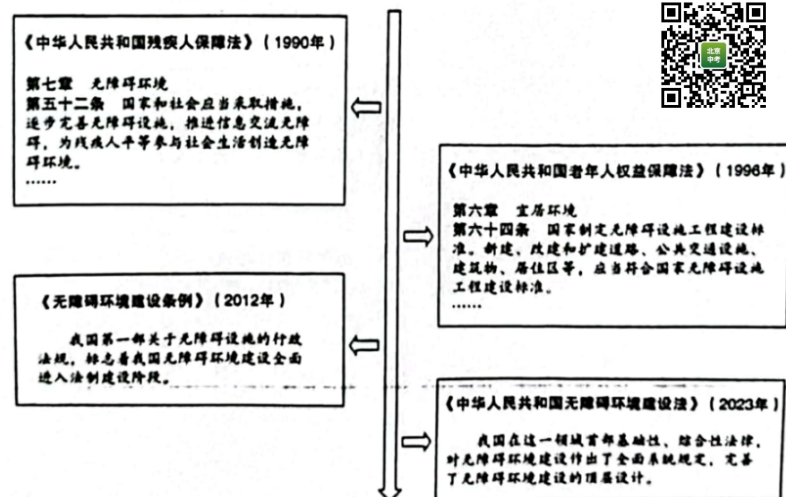 《中华人民共和国残疾人保障法》(1990年)
第七章 无障碍环境
第五十二条 国家和社会应当采取措施，
逐步完善无障碍设施，推进信息交流无障
碍，为残疾人平等参与社会生活创造无障
碍环境。
……
北京
中考
《中华人民共和国老年人权益保障法》(1996年)
第六章 宜居环境
第六十四条 国家制定无障碍设施工程建设标
准。新建、改建和扩建道路、公共交通设施、
建筑物、居住区等，应当符合国家无障碍设施
工程建设标准。
……
《无障碍环境建设条例》(2012年)
我国第一部关于无障碍设施的行政
法规，标志着我国无障碍环境建设全面
进入法制建设阶段。
《中华人民共和国无障碍环境建设法》(2023年)
我国在这一领域首部基础性、综合性法律，
对无障碍环境建设作出了全面系统规定，完善
了无障碍环境建设的顶层设计。